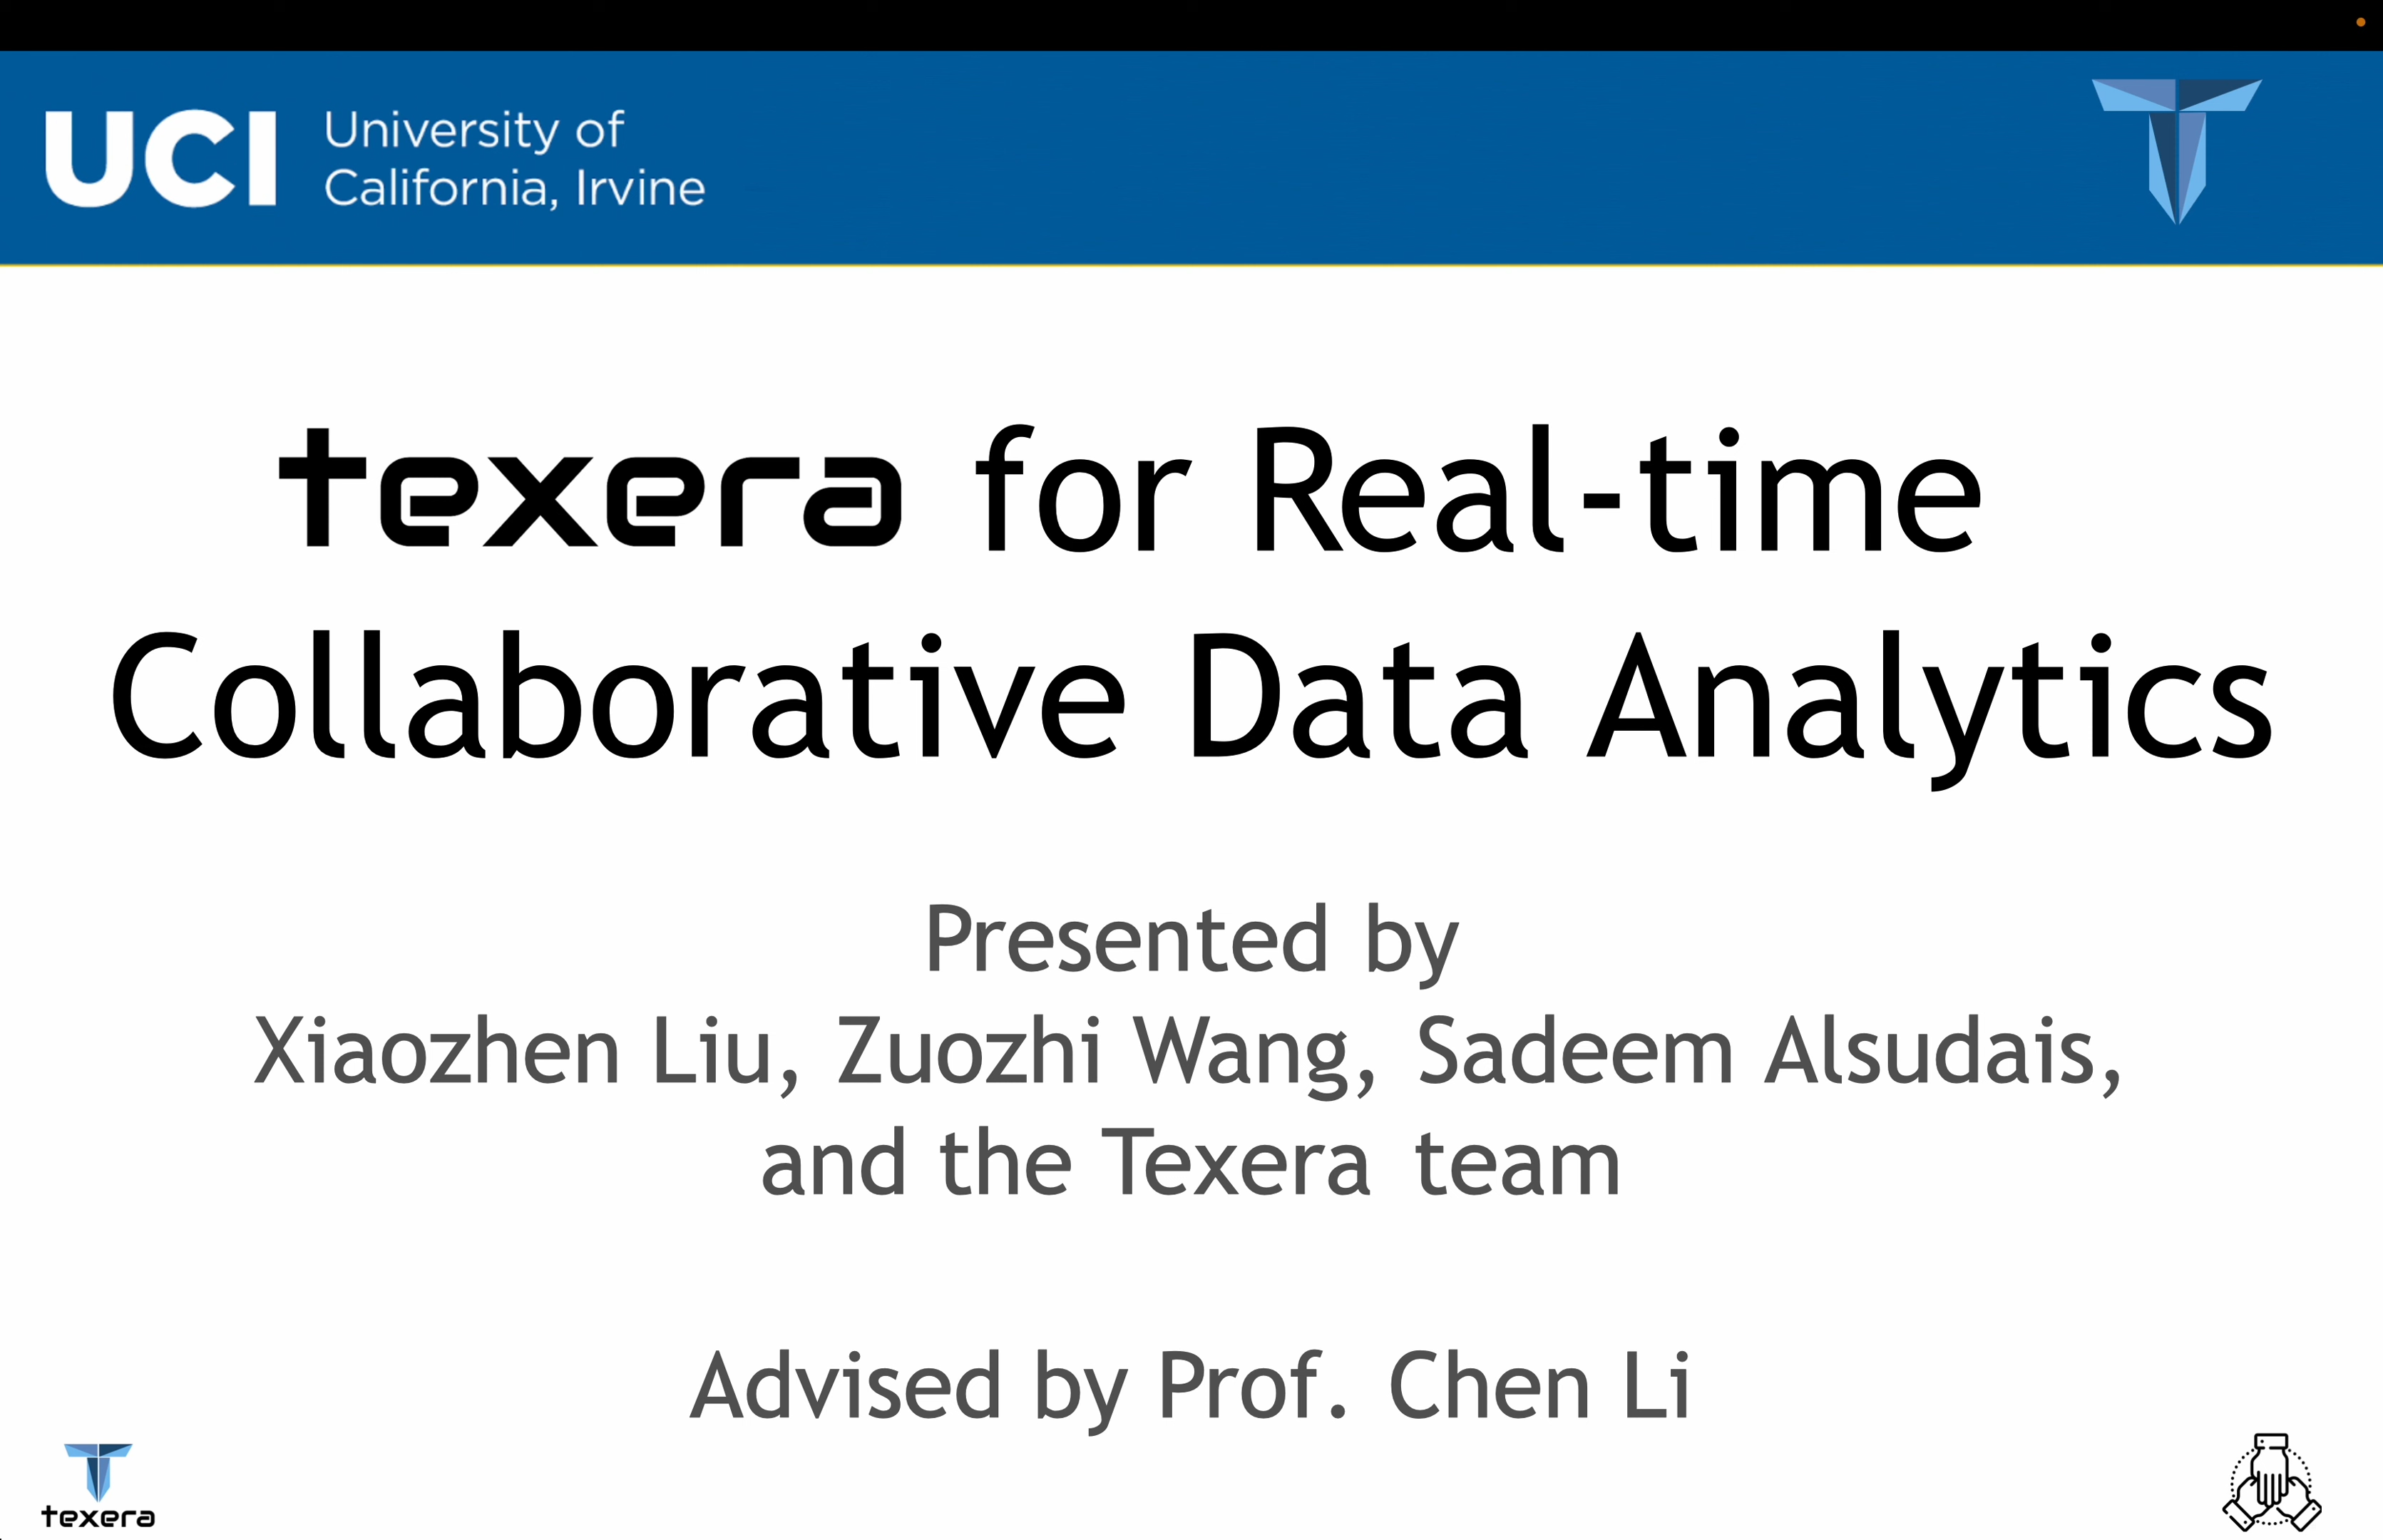 UCI
University of
California, Irvine
texera for Real-time
Collaborative Data Analytics
Presented by
Xiaozhen Liu, Zuozhi Wang, Sadeem Alsudais,
and the Texera team
Advised by Prof. Chen Li
texera